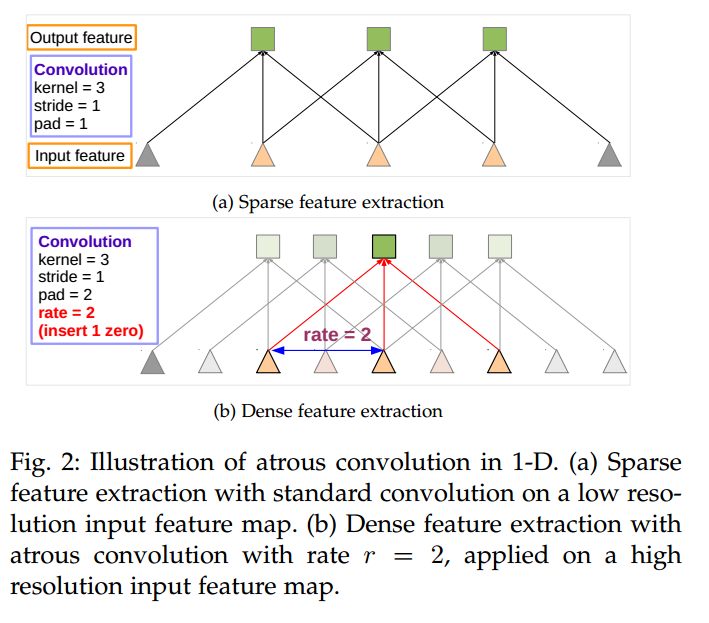 Output feature
Convolution
kernel = 3
stride = 1
pad = 1
Input feature
(a) Sparse feature extraction
Convolution
kernel = 3
stride = 1
pad = 2
rate = 2
(insert 1 zero)
rate = 2
(b) Dense feature extraction
Fig. 2: Illustration of atrous convolution in 1-D. (a) Sparse
feature extraction with standard convolution on a low reso-
lution input feature map. (b) Dense feature extraction with
atrous convolution with rate r = 2, applied on a high
resolution input feature map.